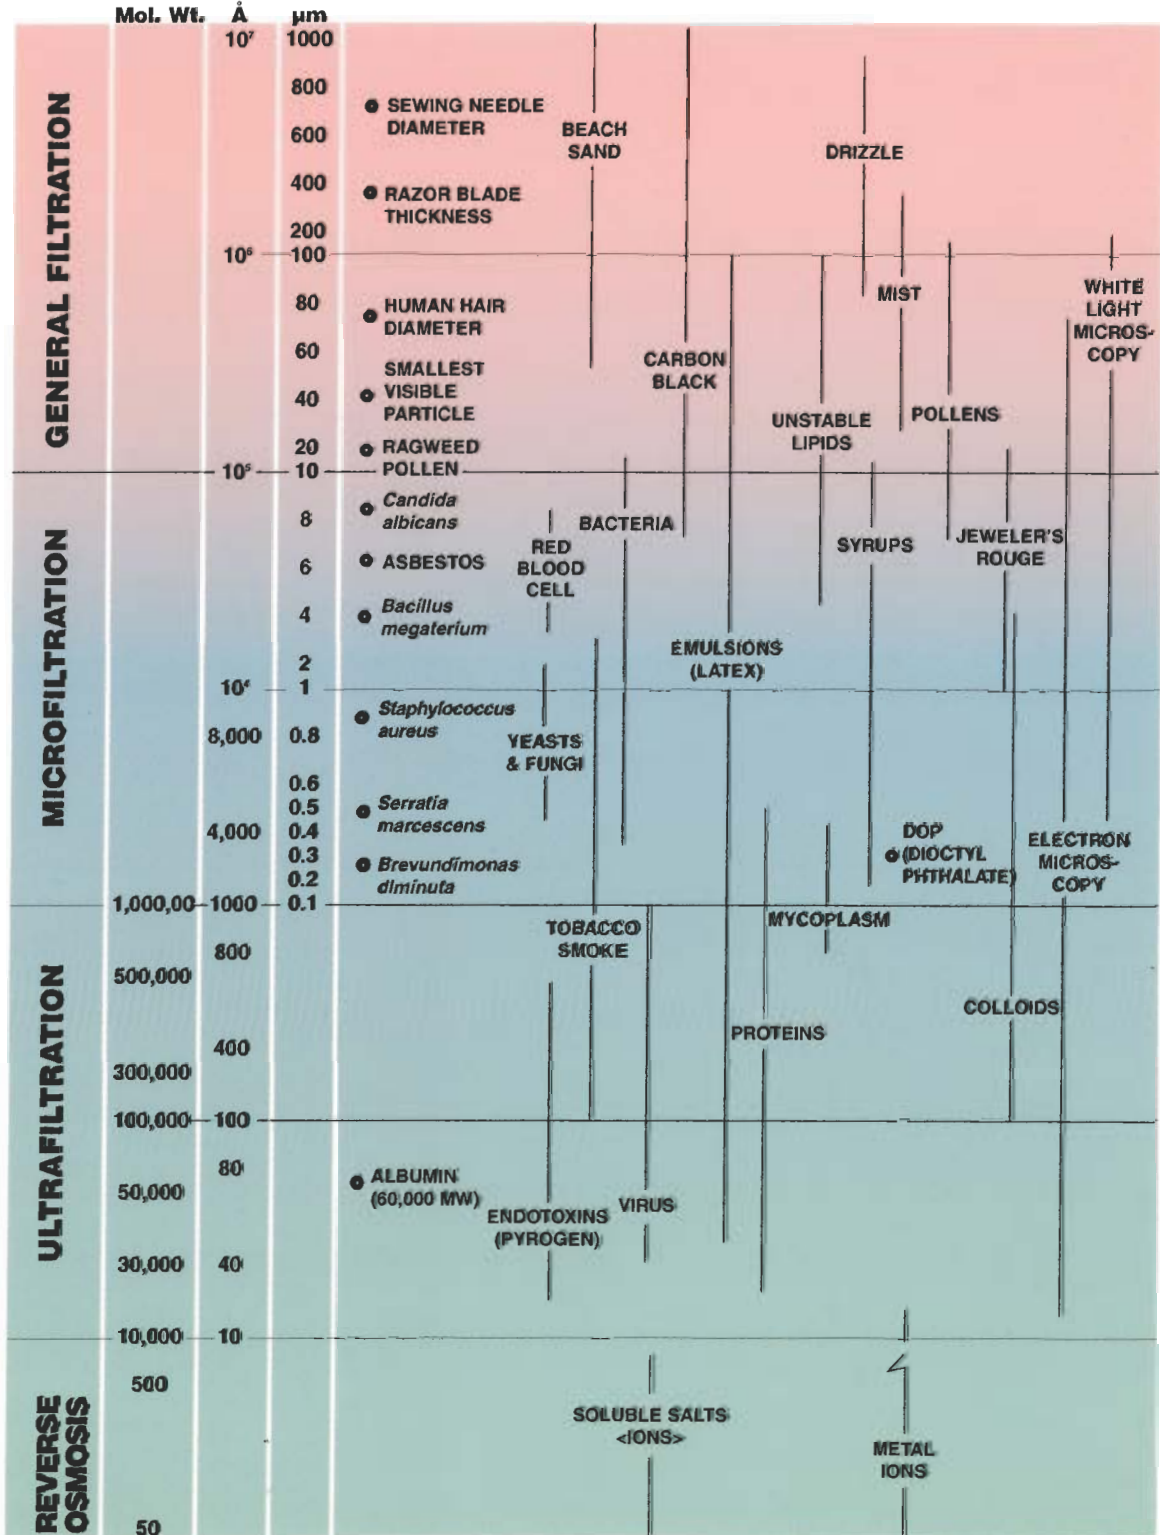 Mol. Wt. Å µm
10⁷ 1000
800
600
400
200
10⁶ 100
80
60
40
20
10⁵ 10
8
6
4
2
10⁴ 1
8,000 0.8
0.6
0.5
4,000 0.4
0.3
0.2
1,000,00 1000 0.1
800
500,000
400
300,000
100,000 100
80
50,000
30,000 40
10,000 10
500
50
GENERAL FILTRATION
MICROFILTRATION
ULTRAFILTRATION
REVERSE
OSMOSIS
SEWING NEEDLE
DIAMETER
RAZOR BLADE
THICKNESS
HUMAN HAIR
DIAMETER
SMALLEST
VISIBLE
PARTICLE
RAGWEED
POLLEN
Candida
albicans
ASBESTOS
Bacillus
megaterium
Staphylococcus
aureus
Serratia
marcescens
Brevundimonas
diminuta
ALBUMIN
(60,000 MW)
BEACH
SAND
DRIZZLE
MIST
WHITE
LIGHT
MICROS-
COPY
CARBON
BLACK
UNSTABLE
LIPIDS
POLLENS
BACTERIA
RED
BLOOD
CELL
SYRUPS
JEWELER'S
ROUGE
EMULSIONS
(LATEX)
YEASTS
& FUNGI
DOP
(DIOCTYL
PHTHALATE)
ELECTRON
MICROS-
COPY
TOBACCO
SMOKE
MYCOPLASM
COLLOIDS
PROTEINS
VIRUS
ENDOTOXINS
(PYROGEN)
SOLUBLE SALTS
<IONS>
METAL
IONS